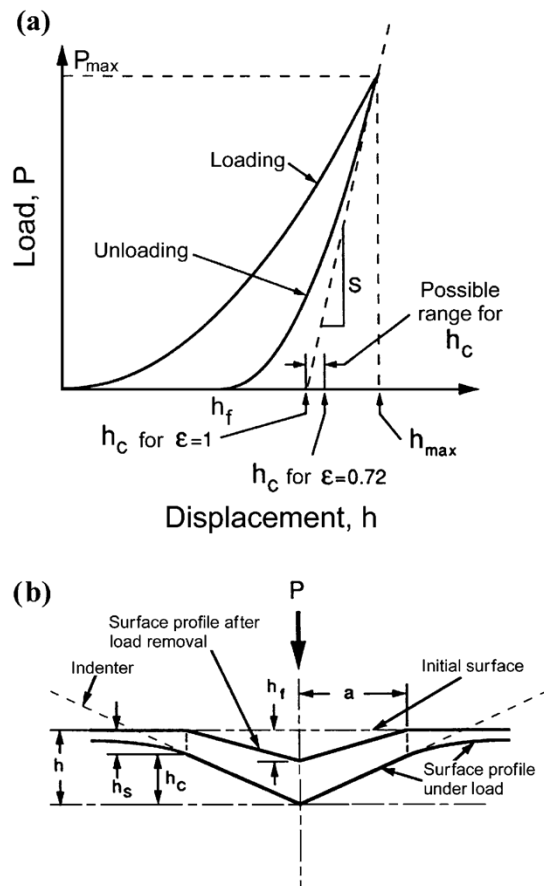 (a)
Pmax
Loading
Unloading
S
Possible
range for
hc
Load, P
hf
hc for ε=1
hmax
hc for ε=0.72
Displacement, h
(b)
P
Surface profile after
load removal
Indenter
hf
a
Initial surface
h
hs
hc
Surface profile
under load